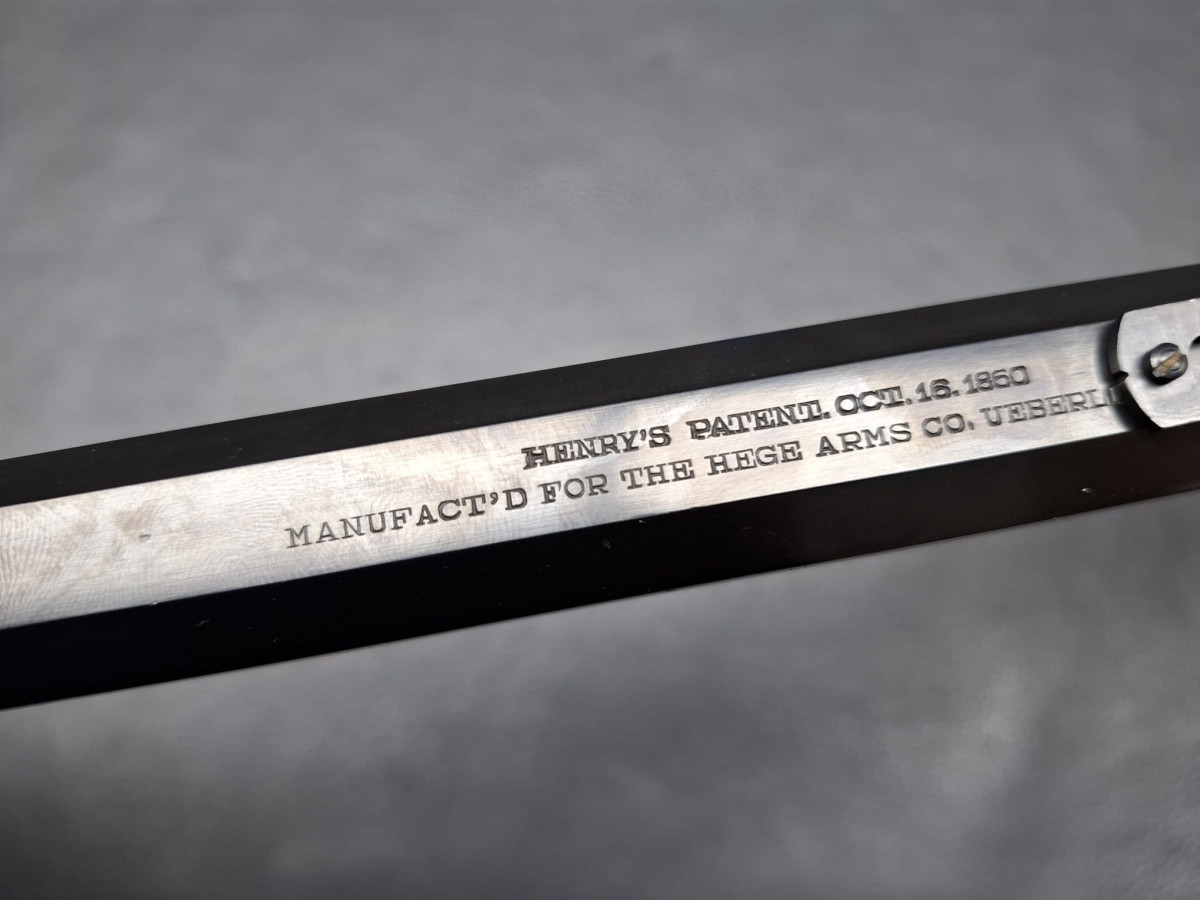 HENRY'S PATENT. OCT. 16. 1860
MANUFACT'D FOR THE HEGE ARMS CO.